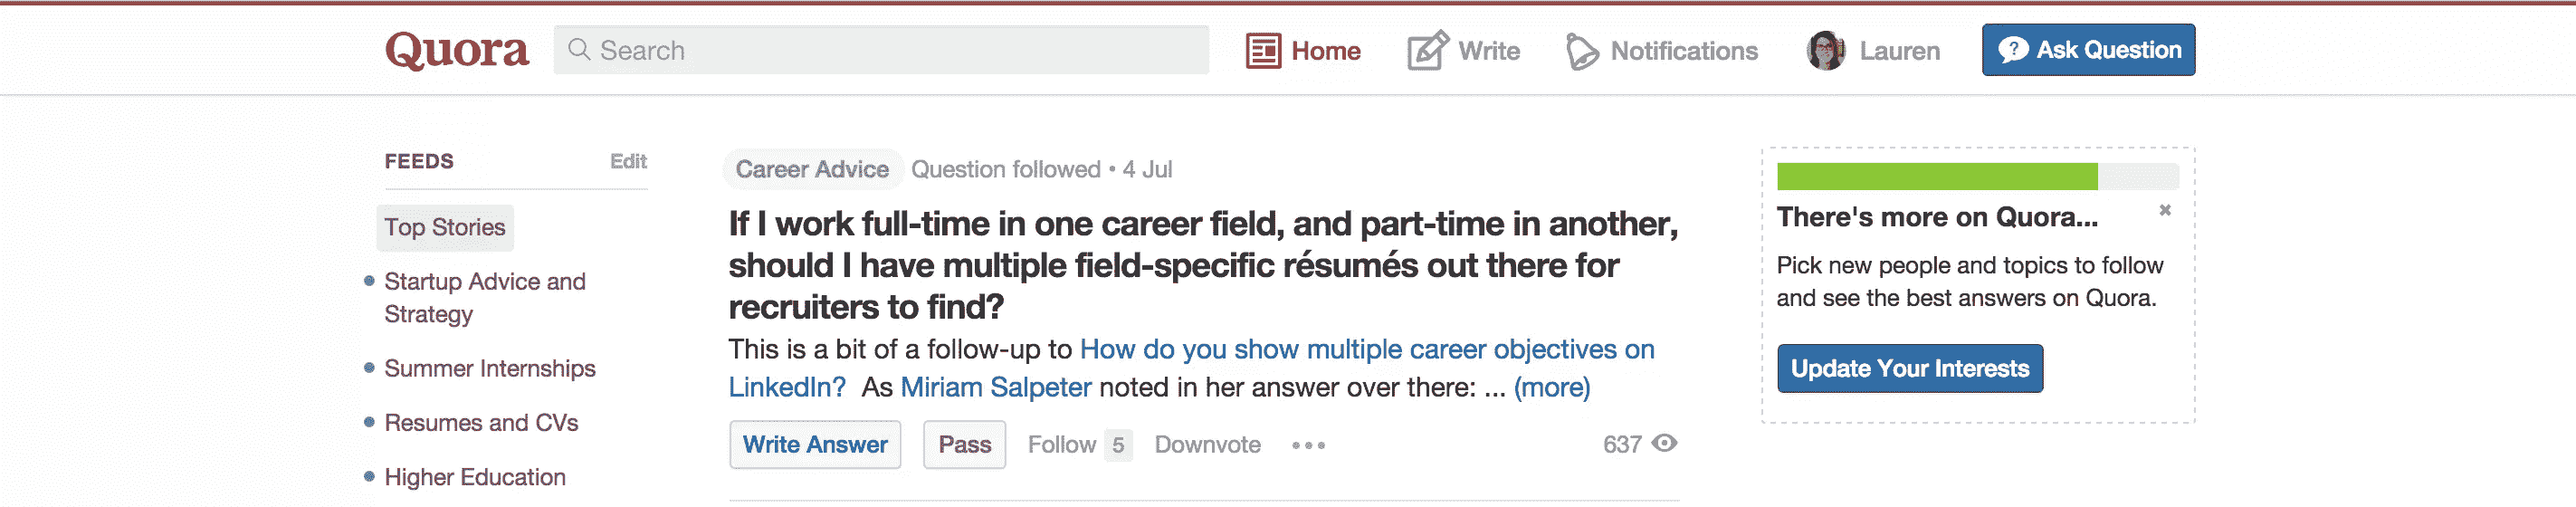 Quora
Search
Home
Write
Notifications
Lauren
Ask Question
FEEDS
Edit
Top Stories
Startup Advice and
Strategy
Summer Internships
Resumes and CVs
Higher Education
Career Advice Question followed • 4 Jul
If I work full-time in one career field, and part-time in another,
should I have multiple field-specific résumés out there for
recruiters to find?
This is a bit of a follow-up to How do you show multiple career objectives on
LinkedIn? As Miriam Salpeter noted in her answer over there: ... (more)
Write Answer
Pass
Follow 5
Downvote
637
There's more on Quora...
Pick new people and topics to follow
and see the best answers on Quora.
Update Your Interests